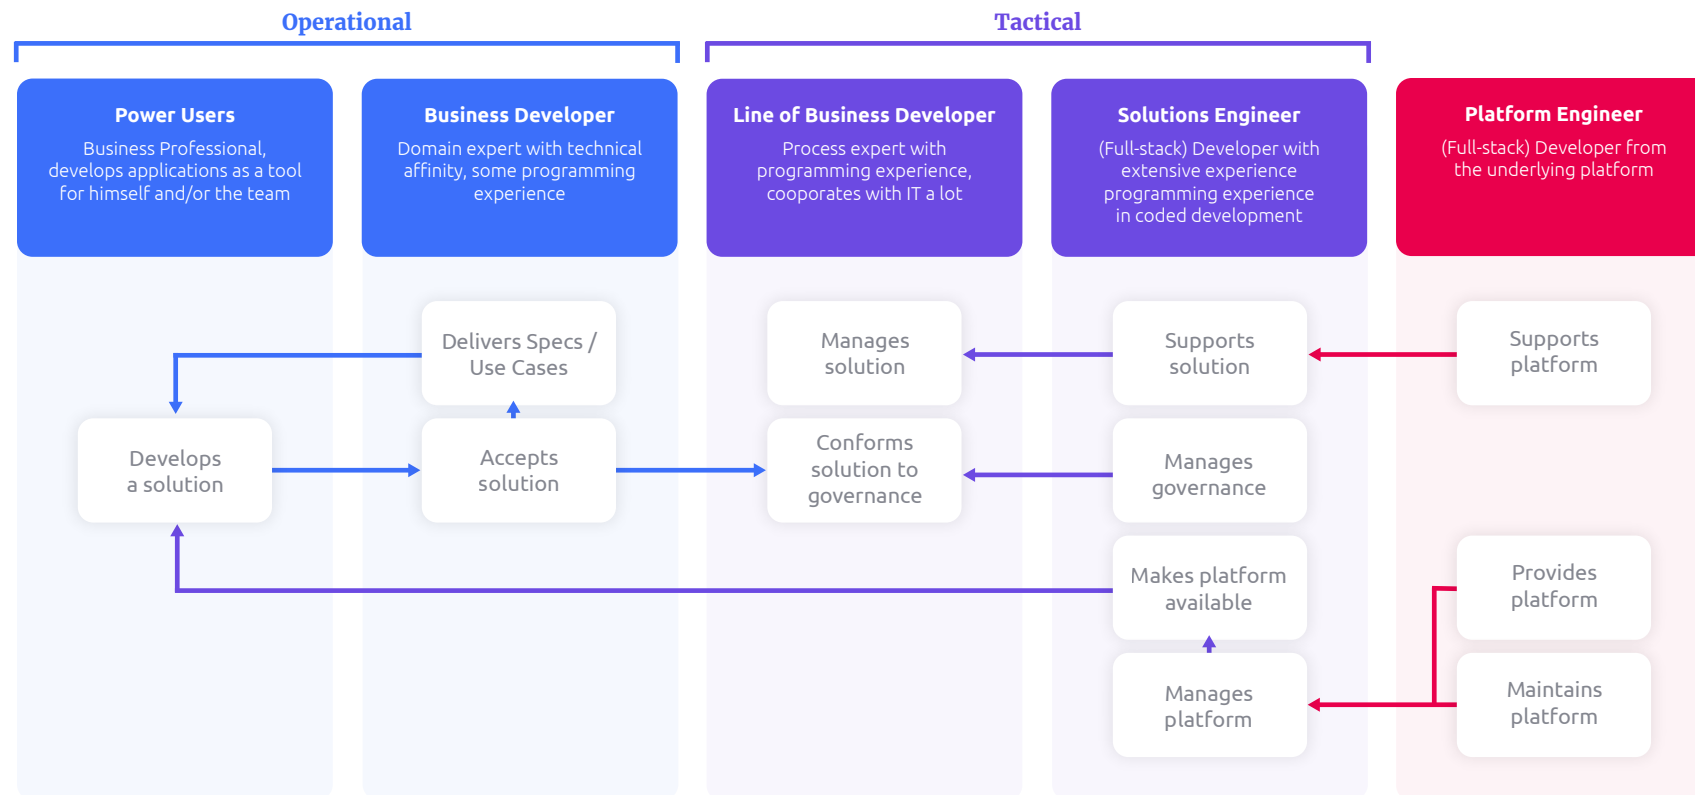 Operational
Tactical
Power Users
Business Professional,
develops applications as a tool
for himself and/or the team
Business Developer
Domain expert with technical
affinity, some programming
experience
Line of Business Developer
Process expert with
programming experience,
cooporates with IT a lot
Solutions Engineer
(Full-stack) Developer with
extensive experience
programming experience
in coded development
Platform Engineer
(Full-stack) Developer from
the underlying platform
Delivers Specs /
Use Cases
Manages
solution
Supports
solution
Supports
platform
Develops
a solution
Accepts
solution
Conforms
solution to
governance
Manages
governance
Makes platform
available
Provides
platform
Manages
platform
Maintains
platform